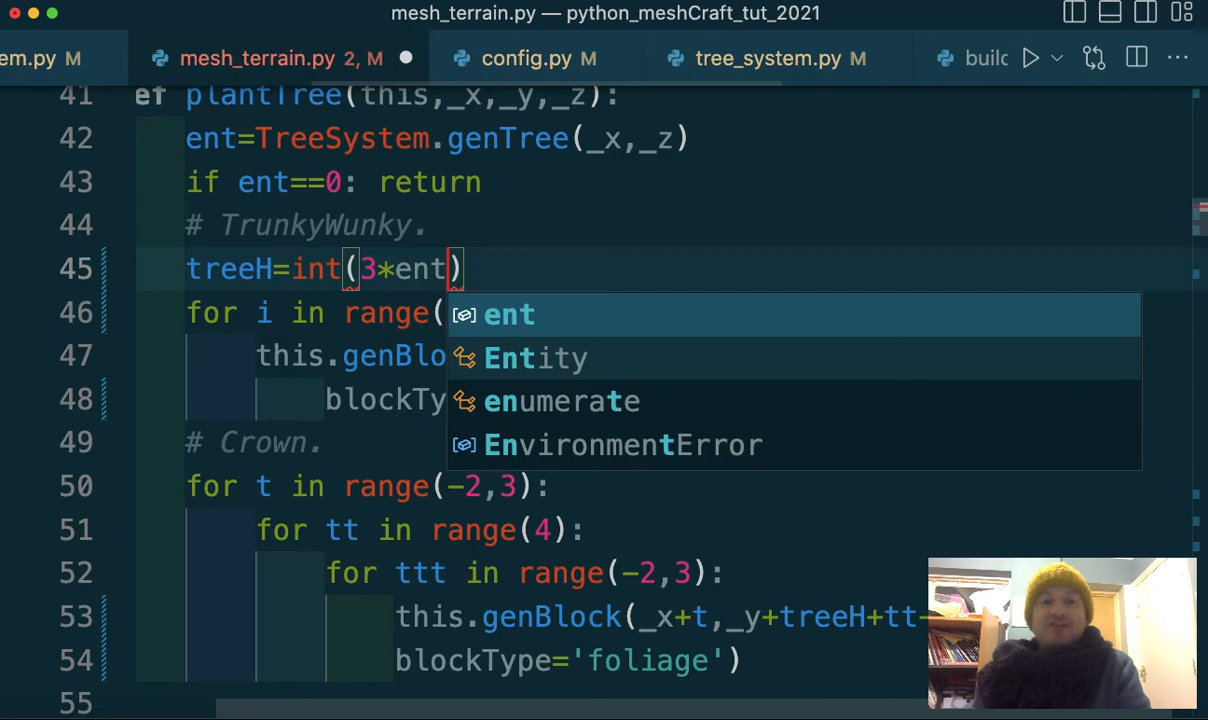 mesh_terrain.py — python_meshCraft_tut_2021
em.py M mesh_terrain.py 2, M config.py M tree_system.py M builc
41 ef plantTree(this,_x,_y,_z):
42 ent=TreeSystem.genTree(_x,_z)
43 if ent==0: return
44 # TrunkyWunky.
45 treeH=int(3*ent)
46 for i in range(
ent
47 this.genBlo
Entity
48 blockTy
enumerate
49 # Crown.
EnvironmentError
50 for t in range(-2,3):
51 for tt in range(4):
52 for ttt in range(-2,3):
53 this.genBlock(_x+t,_y+treeH+tt-
54 blockType='foliage')
55